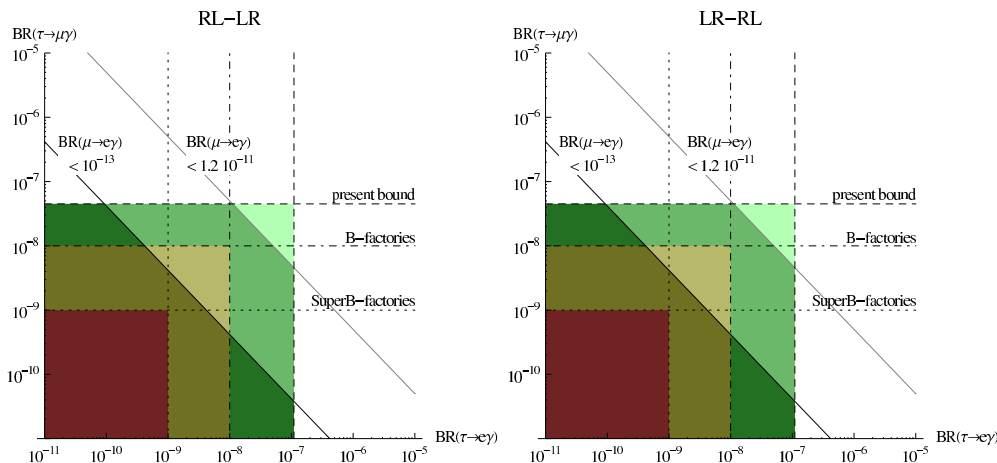 RL−LR
BR(τ→μγ)
10⁻⁵
10⁻⁶
10⁻⁷
10⁻⁸
10⁻⁹
10⁻¹⁰
BR(μ→eγ)
< 10⁻¹³
BR(μ→eγ)
< 1.2 10⁻¹¹
present bound
B−factories
SuperB−factories
BR(τ→eγ)
10⁻¹¹ 10⁻¹⁰ 10⁻⁹ 10⁻⁸ 10⁻⁷ 10⁻⁶ 10⁻⁵
LR−RL
BR(τ→μγ)
10⁻⁵
10⁻⁶
10⁻⁷
10⁻⁸
10⁻⁹
10⁻¹⁰
BR(μ→eγ)
< 10⁻¹³
BR(μ→eγ)
< 1.2 10⁻¹¹
present bound
B−factories
SuperB−factories
BR(τ→eγ)
10⁻¹¹ 10⁻¹⁰ 10⁻⁹ 10⁻⁸ 10⁻⁷ 10⁻⁶ 10⁻⁵